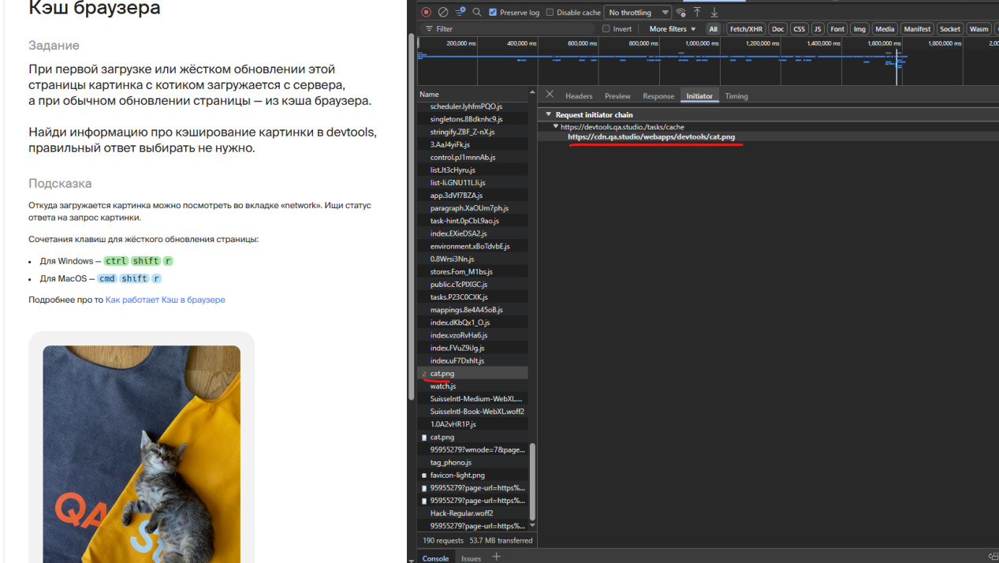 Кэш браузера
Задание
При первой загрузке или жёстком обновлении этой
страницы картинка с котиком загружается с сервера,
а при обычном обновлении страницы — из кэша браузера.
Найди информацию про кэширование картинки в devtools,
правильный ответ выбирать не нужно.
Подсказка
Откуда загружается картинка можно посмотреть во вкладке «network». Ищи статус
ответа на запрос картинки.
Сочетания клавиш для жёсткого обновления страницы:
Для Windows — ctrl shift r
Для MacOS — cmd shift r
Подробнее про то Как работает Кэш в браузере
QA
St
Preserve log Disable cache No throttling
Filter Invert More filters All Fetch/XHR Doc CSS JS Font Img Media Manifest Socket Wasm
200,000 ms 400,000 ms 600,000 ms 800,000 ms 1,000,000 ms 1,200,000 ms 1,400,000 ms 1,600,000 ms 1,800,000 ms 2,00
Name
scheduler.IyhfmPQO.js
singletons.8Bdknhc9.js
stringify.ZBF_Z-nX.js
3.AaJ4yiFk.js
control.pJ1mnnAb.js
list.Jt3cHyru.js
list-li.GNU11LJi.js
app.3dVf7BZA.js
paragraph.XaOUm7ph.js
task-hint.0pCbL9ao.js
index.EXieDSA2.js
environment.xBoTdvbE.js
0.8Wrsi3Nn.js
stores.Fom_M1bs.js
public.cTcPlXGC.js
tasks.P23C0CXK.js
mappings.8e4A45oB.js
index.dKbQx1_O.js
index.vzoRvHa6.js
index.FVuZ9iJg.js
index.uF7Dxhlt.js
cat.png
watch.js
SuisseIntl-Medium-WebXL....
SuisseIntl-Book-WebXL.woff2
1.0A2vHR1P.js
cat.png
95955279?wmode=7&page...
tag_phono.js
favicon-light.png
95955279?page-url=https%...
95955279?page-url=https%...
Hack-Regular.woff2
95955279?page-url=https%...
190 requests 53.7 MB transferred
Headers Preview Response Initiator Timing
Request initiator chain
https://devtools.qa.studio./tasks/cache
https://cdn.qa.studio/webapps/devtools/cat.png
Console Issues